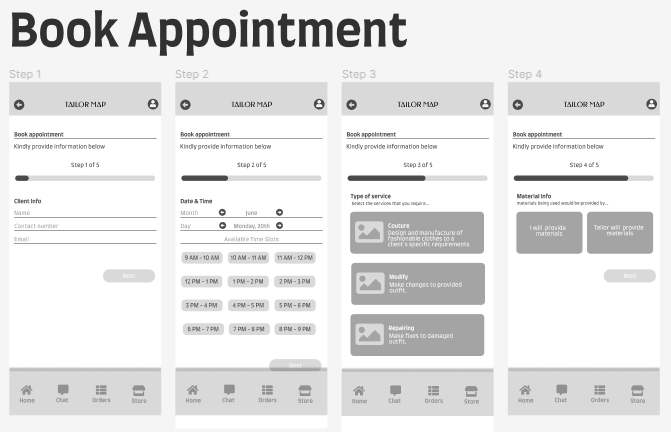 Book Appointment
Step 1
TAILOR MAP
Book appointment
Kindly provide information below
Step 1 of 5
Client Info
Name
Contact number
Email
Next
Home Chat Orders Store
Step 2
TAILOR MAP
Book appointment
Kindly provide information below
Step 2 of 5
Date & Time
Month June
Day Monday, 20th
Available Time Slots
9 AM - 10 AM 10 AM - 11 AM 11 AM - 12 PM
12 PM - 1 PM 1 PM - 2 PM 2 PM - 3 PM
3 PM - 4 PM 4 PM - 5 PM 5 PM - 6 PM
6 PM - 7 PM 7 PM - 8 PM 8 PM - 9 PM
Next
Home Chat Orders Store
Step 3
TAILOR MAP
Book appointment
Kindly provide information below
Step 3 of 5
Type of service
Select the services that you require...
Couture
Design and manufacture of
fashionable clothes to a
client's specific requirements
Modify
Make changes to provided
outfit.
Repairing
Make fixes to damaged
outfit.
Home Chat Orders Store
Step 4
TAILOR MAP
Book appointment
Kindly provide information below
Step 4 of 5
Material Info
materials being used would be provided by...
I will provide
materials
Tailor will provide
materials
Next
Home Chat Orders Store